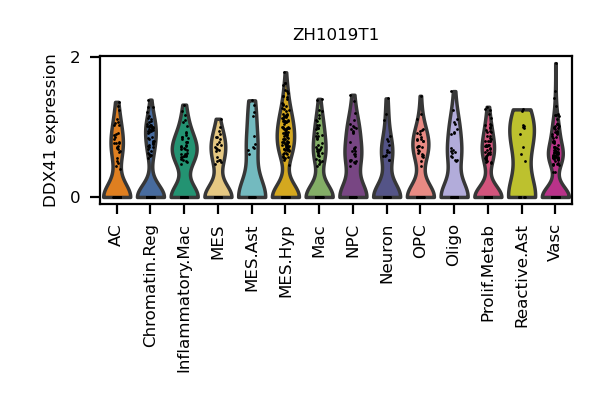 ZH1019T1
DDX41 expression
2
0
AC
Chromatin.Reg
Inflammatory.Mac
MES
MES.Ast
MES.Hyp
Mac
NPC
Neuron
OPC
Oligo
Prolif.Metab
Reactive.Ast
Vasc